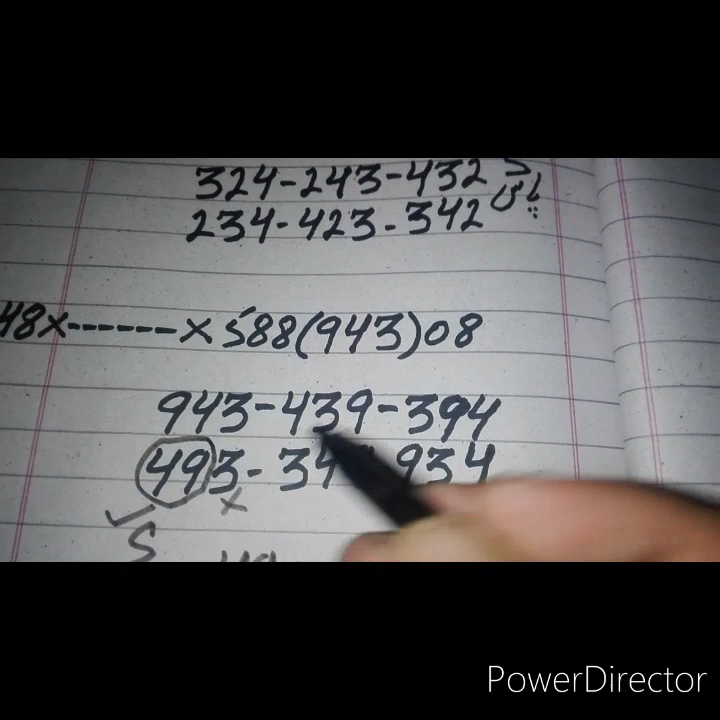 324-243-432
234-423-342
48x------x588(943)08
943-439-394
493-34 934
x
S
PowerDirector